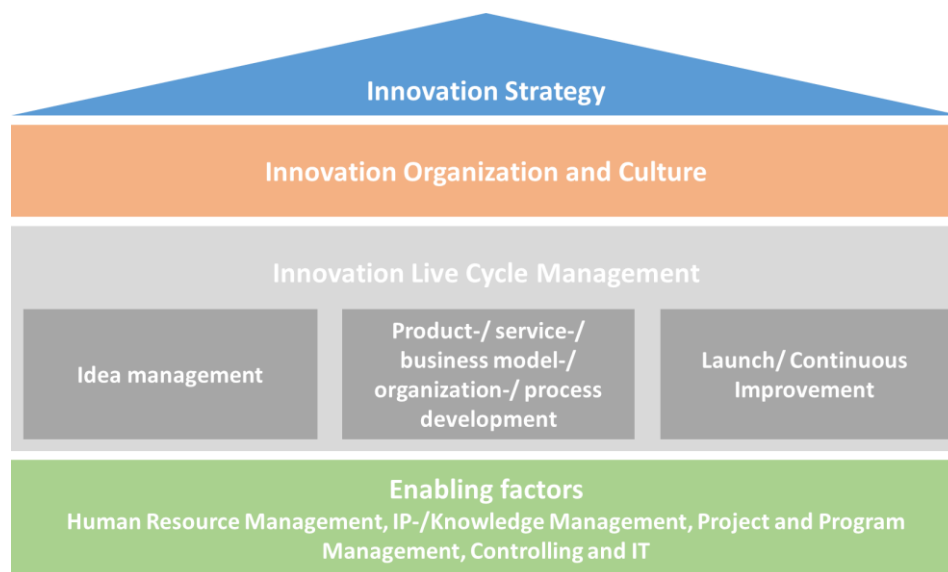 Innovation Strategy
Innovation Organization and Culture
Innovation Live Cycle Management
Idea management
Product-/ service-/
business model-/
organization-/ process
development
Launch/ Continuous
Improvement
Enabling factors
Human Resource Management, IP-/Knowledge Management, Project and Program
Management, Controlling and IT